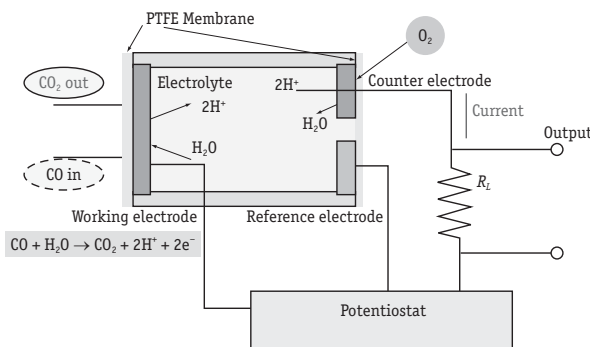 PTFE Membrane
O₂
CO₂ out
Electrolyte
2H⁺
Counter electrode
2H⁺
Current
H₂O
Output
H₂O
CO in
R_L
Working electrode
Reference electrode
CO + H₂O → CO₂ + 2H⁺ + 2e⁻
Potentiostat